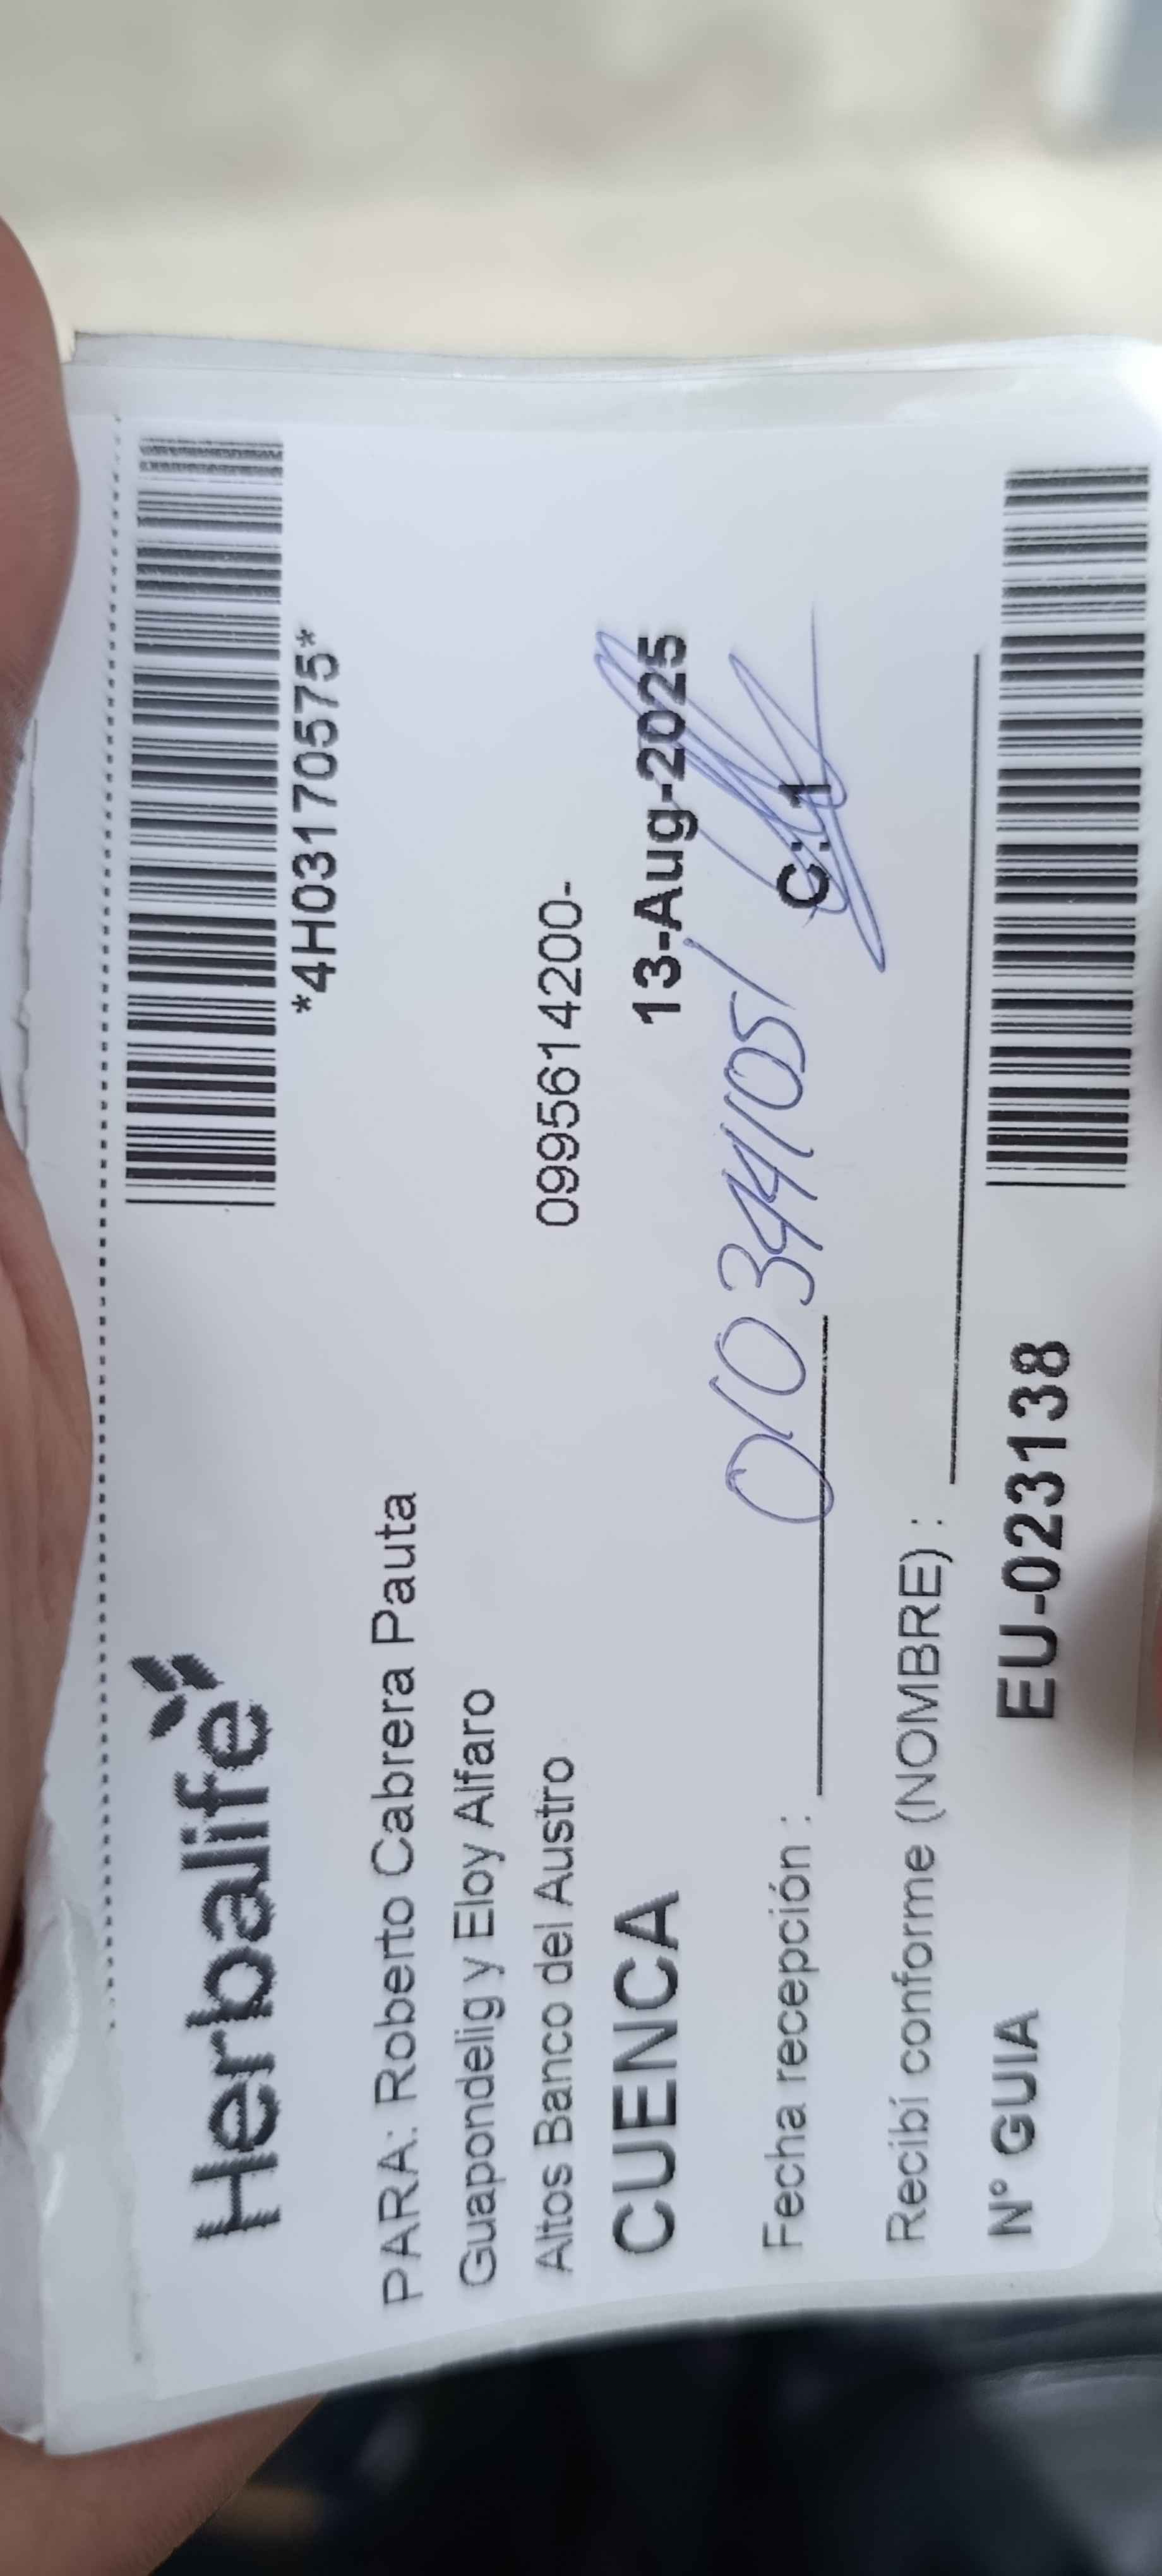 Herbalife
*4H03170575*
PARA: Roberto Cabrera Pauta
Guapondelig y Eloy Alfaro
Altos Banco del Austro
0995614200-
CUENCA
13-Aug-2025
Fecha recepción :
0103441051
C: 1
Recibí conforme (NOMBRE) :
N° GUIA
EU-023138